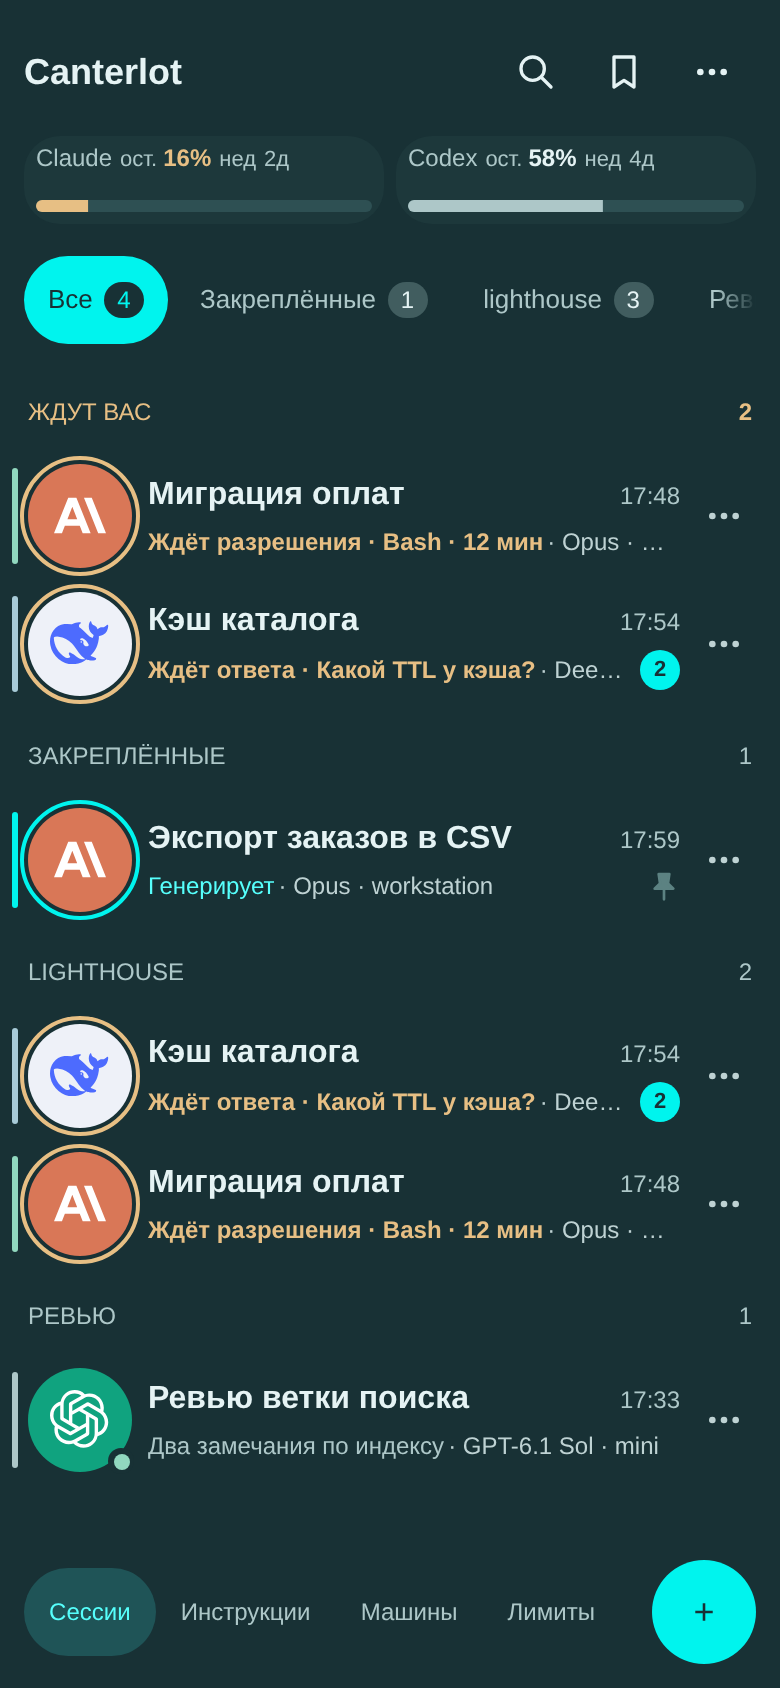 Canterlot
Claude ост. 16% нед 2д
Codex ост. 58% нед 4д
Все 4 Закреплённые 1 lighthouse 3 Рев
ЖДУТ ВАС 2
Миграция оплат 17:48
Ждёт разрешения · Bash · 12 мин · Opus · …
Кэш каталога 17:54
Ждёт ответа · Какой TTL у кэша? · Dee… 2
ЗАКРЕПЛЁННЫЕ 1
Экспорт заказов в CSV 17:59
Генерирует · Opus · workstation
LIGHTHOUSE 2
Кэш каталога 17:54
Ждёт ответа · Какой TTL у кэша? · Dee… 2
Миграция оплат 17:48
Ждёт разрешения · Bash · 12 мин · Opus · …
РЕВЬЮ 1
Ревью ветки поиска 17:33
Два замечания по индексу · GPT-6.1 Sol · mini
Сессии Инструкции Машины Лимиты +